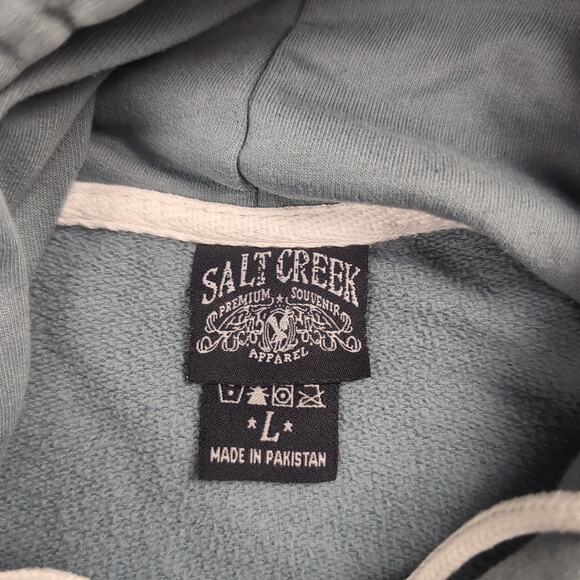 SALT CREEK
PREMIUM ★ SOUVENIR
APPAREL
★L★
MADE IN PAKISTAN